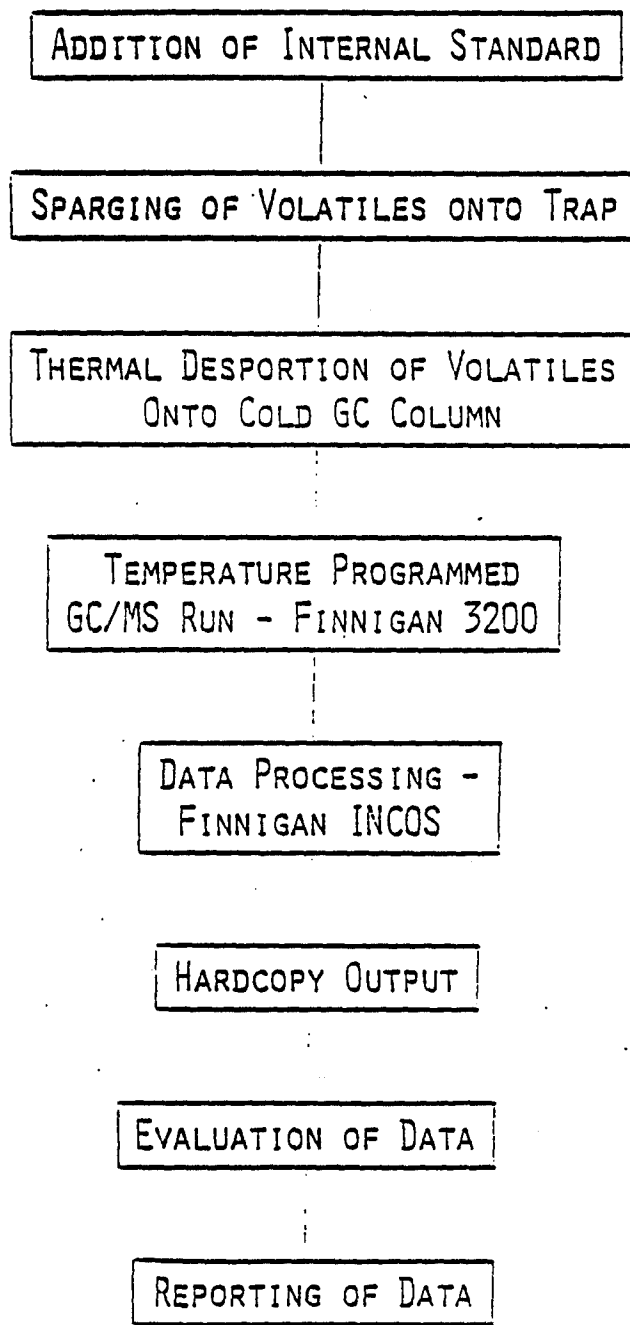 ADDITION OF INTERNAL STANDARD
SPARGING OF VOLATILES ONTO TRAP
THERMAL DESPORTION OF VOLATILES
ONTO COLD GC COLUMN
TEMPERATURE PROGRAMMED
GC/MS RUN - FINNIGAN 3200
DATA PROCESSING -
FINNIGAN INCOS
HARDCOPY OUTPUT
EVALUATION OF DATA
REPORTING OF DATA